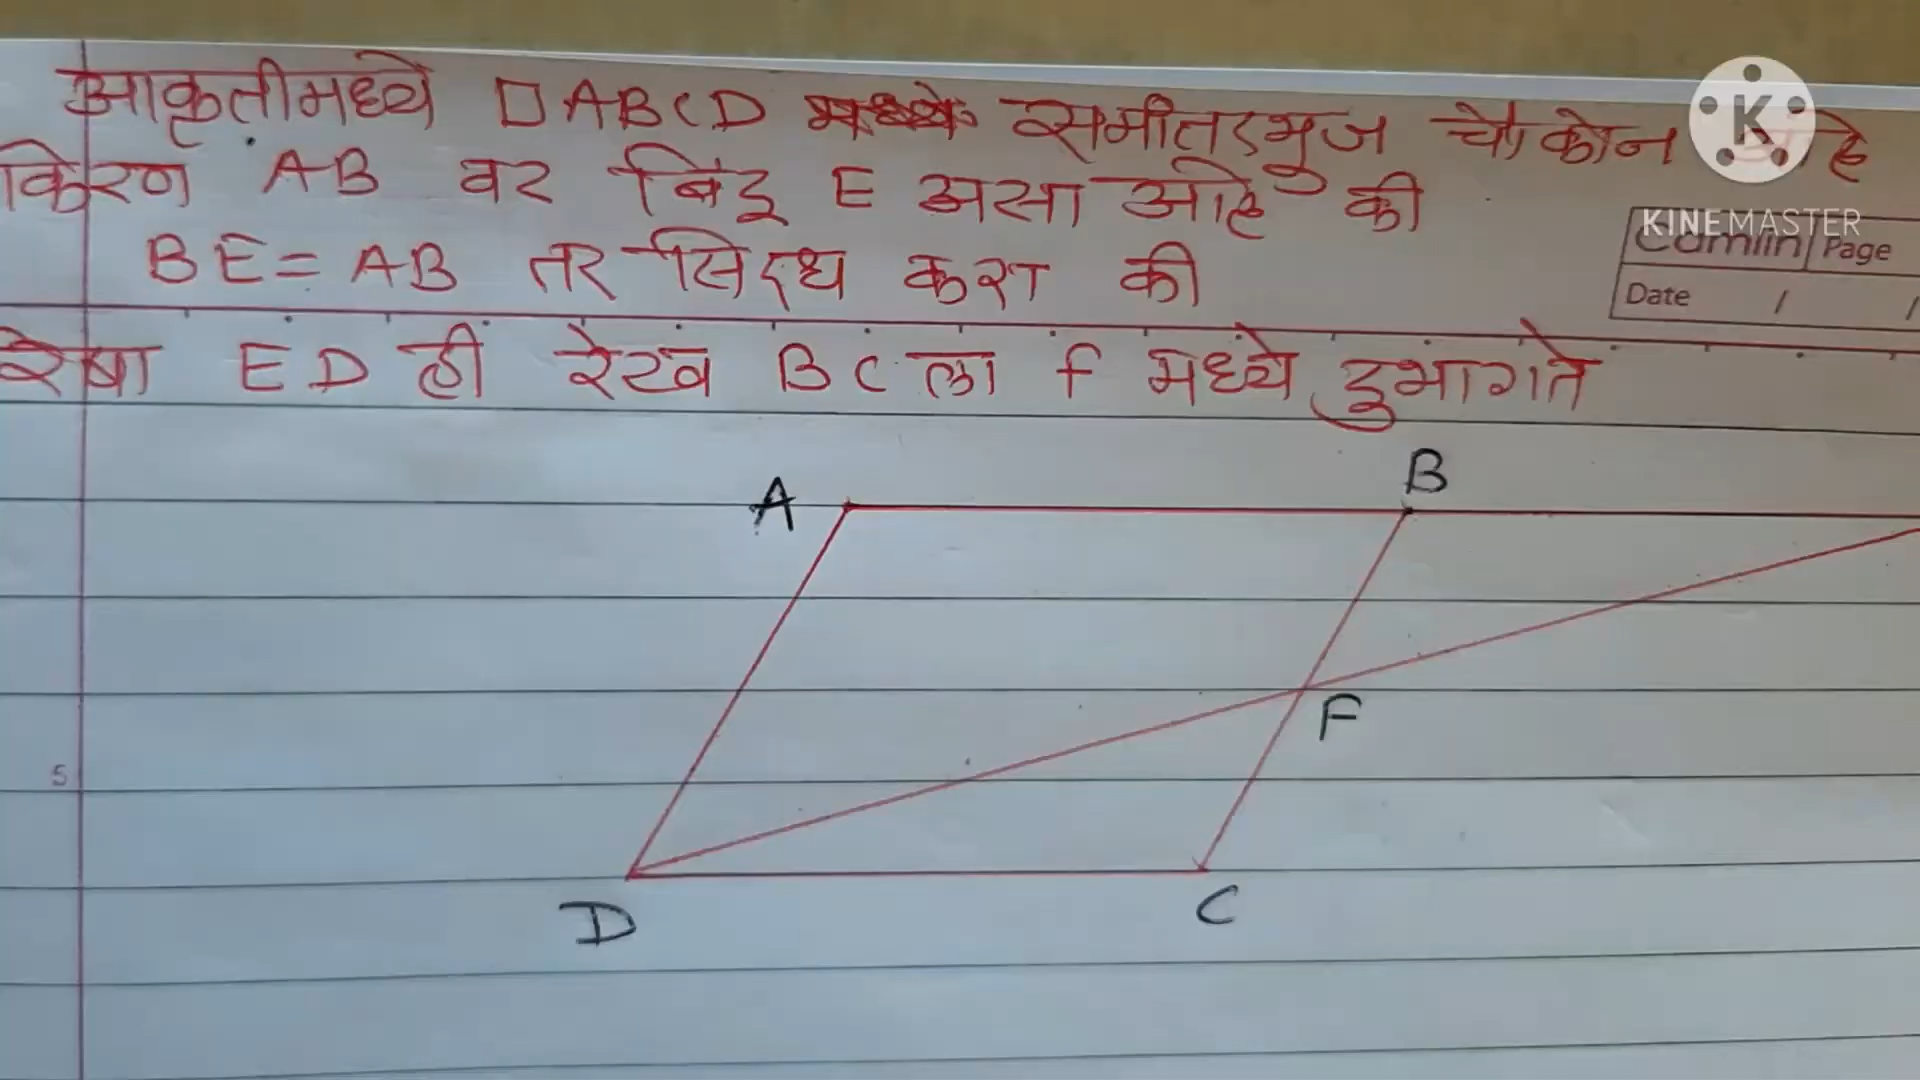 आकृतीमध्ये □ABCD समांतरभुज चौकोन आहे
किरण AB वर बिंदू E असा आहे की
BE = AB तर सिद्ध करा की
रेषा ED ही रेख BC ला F मध्ये दुभागते
K
KINEMASTER
Camlin Page
Date / /
A
B
F
5
D
C